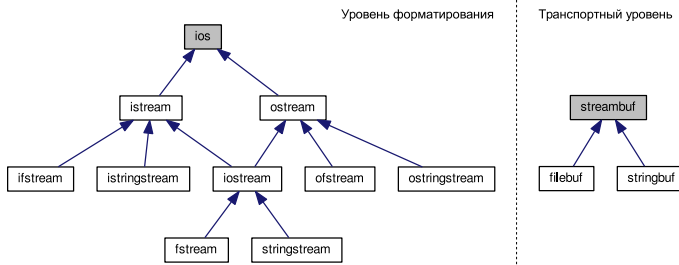 Уровень форматирования
Транспортный уровень
ios
istream
ostream
streambuf
ifstream
istringstream
iostream
ofstream
ostringstream
filebuf
stringbuf
fstream
stringstream